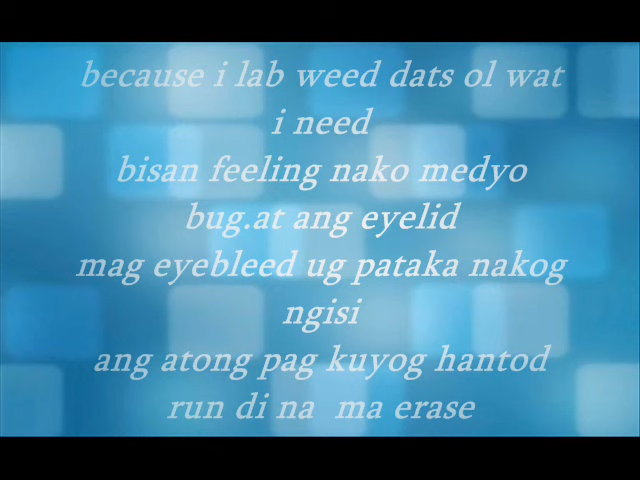 because i lab weed dats ol wat
i need
bisan feeling nako medyo
bug.at ang eyelid
mag eyebleed ug pataka nakog
ngisi
ang atong pag kuyog hantod
run di na  ma erase